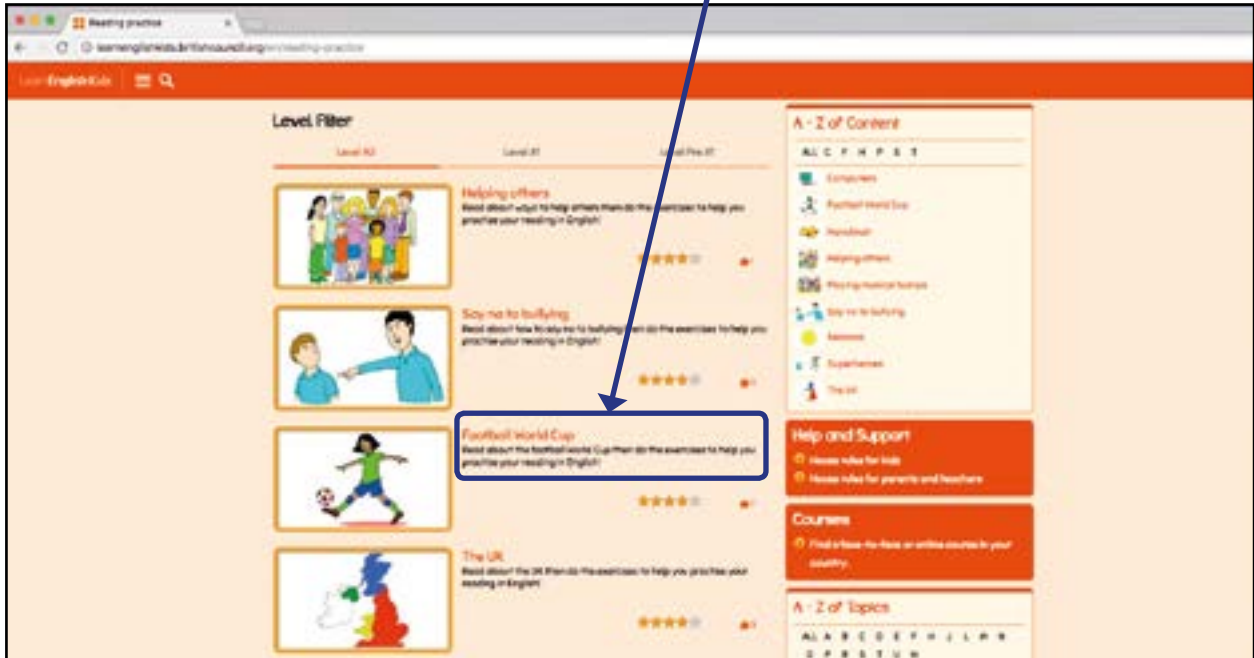 Reading practice
learnenglishkids.britishcouncil.org/en/reading-practice
LearnEnglish Kids
Level Filter
Level A2
Level B1
Level Pre A1
Helping others
Read about ways to help others then do the exercises to help you
practise your reading in English!
Say no to bullying
Read about how to say no to bullying then do the exercises to help you
practise your reading in English!
Football World Cup
Read about the football world Cup then do the exercises to help you
practise your reading in English!
The UK
Read about the UK then do the exercises to help you practise your
reading in English!
A - Z of Content
ALL C F H P S T
Computers
Football World Cup
Handball
Helping others
Playing musical
Say no to bullying
Superheroes
The UK
Help and Support
House rules for kids
House rules for parents and teachers
Courses
Find a face-to-face or online course in your
country.
A - Z of Topics
ALL A B C D E F H J L M N
O P R S T U W